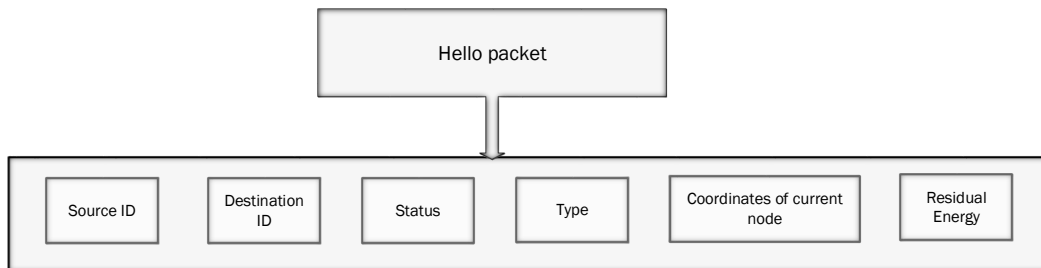 Hello packet
Source ID
Destination
ID
Status
Type
Coordinates of current
node
Residual
Energy